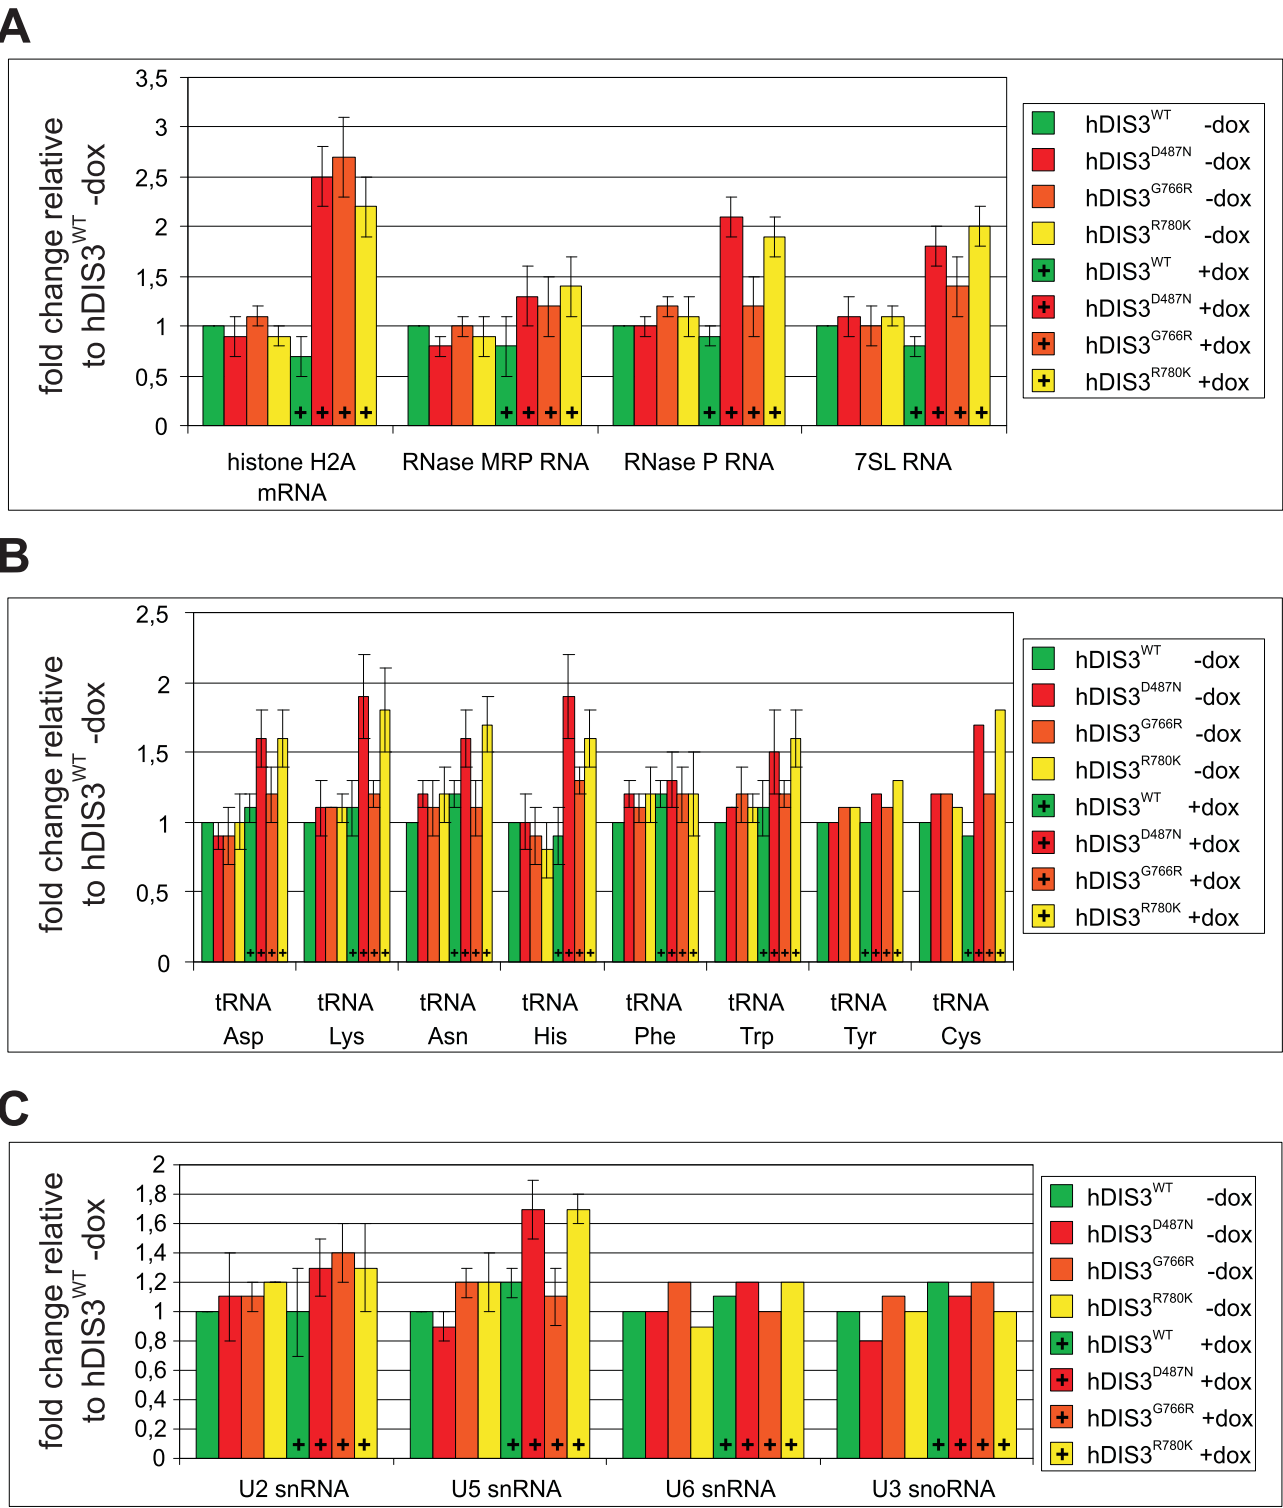 A
fold change relative
to hDIS3WT -dox
3,5
3
2,5
2
1,5
1
0,5
0
+ + + +
+ + + +
+ + + +
+ + + +
histone H2A
mRNA
RNase MRP RNA
RNase P RNA
7SL RNA
hDIS3WT -dox
hDIS3D487N -dox
hDIS3G766R -dox
hDIS3R780K -dox
+ hDIS3WT +dox
+ hDIS3D487N +dox
+ hDIS3G766R +dox
+ hDIS3R780K +dox
B
fold change relative
to hDIS3WT -dox
2,5
2
1,5
1
0,5
0
+ + + +
+ + + +
+ + + +
+ + + +
+ + + +
+ + + +
+ + + +
+ + + +
tRNA
Asp
tRNA
Lys
tRNA
Asn
tRNA
His
tRNA
Phe
tRNA
Trp
tRNA
Tyr
tRNA
Cys
hDIS3WT -dox
hDIS3D487N -dox
hDIS3G766R -dox
hDIS3R780K -dox
+ hDIS3WT +dox
+ hDIS3D487N +dox
+ hDIS3G766R +dox
+ hDIS3R780K +dox
C
fold change relative
to hDIS3WT -dox
2
1,8
1,6
1,4
1,2
1
0,8
0,6
0,4
0,2
0
+ + + +
+ + + +
+ + + +
+ + + +
U2 snRNA
U5 snRNA
U6 snRNA
U3 snoRNA
hDIS3WT -dox
hDIS3D487N -dox
hDIS3G766R -dox
hDIS3R780K -dox
+ hDIS3WT +dox
+ hDIS3D487N +dox
+ hDIS3G766R +dox
+ hDIS3R780K +dox